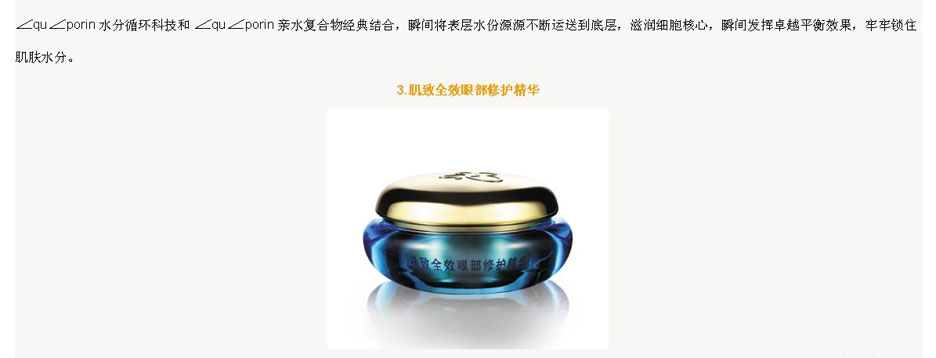 ∠qu∠porin 水分循环科技和 ∠qu∠porin 亲水复合物经典结合，瞬间将表层水份源源不断运送到底层，滋润细胞核心，瞬间发挥卓越平衡效果，牢牢锁住
肌肤水分。
3.肌致全效眼部修护精华
肌致全效眼部修护精华